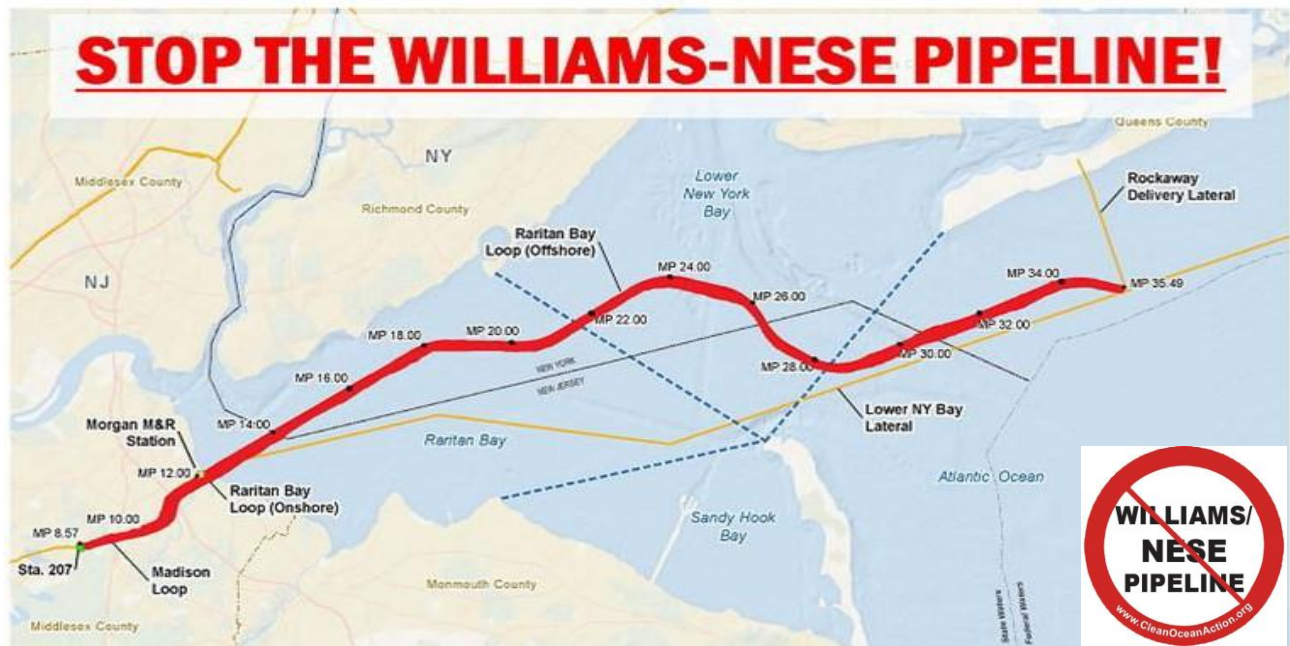 STOP THE WILLIAMS-NESE PIPELINE!
Queens County
NY
Lower
New York
Bay
Rockaway
Delivery Lateral
Middlesex County
Richmond County
Raritan Bay
Loop (Offshore)
MP 24.00
MP 34.00
MP 35.49
NJ
MP 26.00
MP 22.00
MP 32.00
MP 20.00
MP 18.00
MP 30.00
MP 28.00
NEW YORK
NEW JERSEY
MP 16.00
Lower NY Bay
Lateral
MP 14:00
Morgan M&R
Station
Raritan Bay
MP 12.00
Atlantic Ocean
Raritan Bay
Loop (Onshore)
Sandy Hook
Bay
MP 10.00
MP 8.57
Sta. 207
Madison
Loop
Monmouth County
Middlesex County
State Waters
Federal Waters
WILLIAMS/
NESE
PIPELINE
www.CleanOceanAction.org